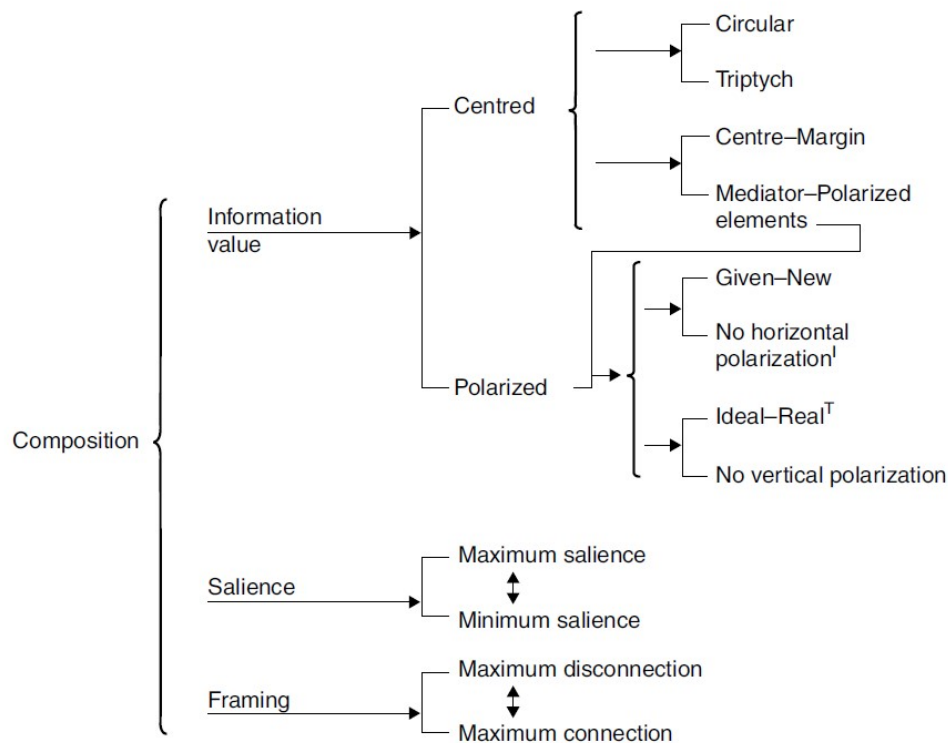 Circular
Triptych
Centred
Centre–Margin
Mediator–Polarized
elements
Information
value
Given–New
No horizontal
polarizationI
Polarized
Ideal–RealT
No vertical polarization
Composition
Maximum salience
Salience
Minimum salience
Maximum disconnection
Framing
Maximum connection